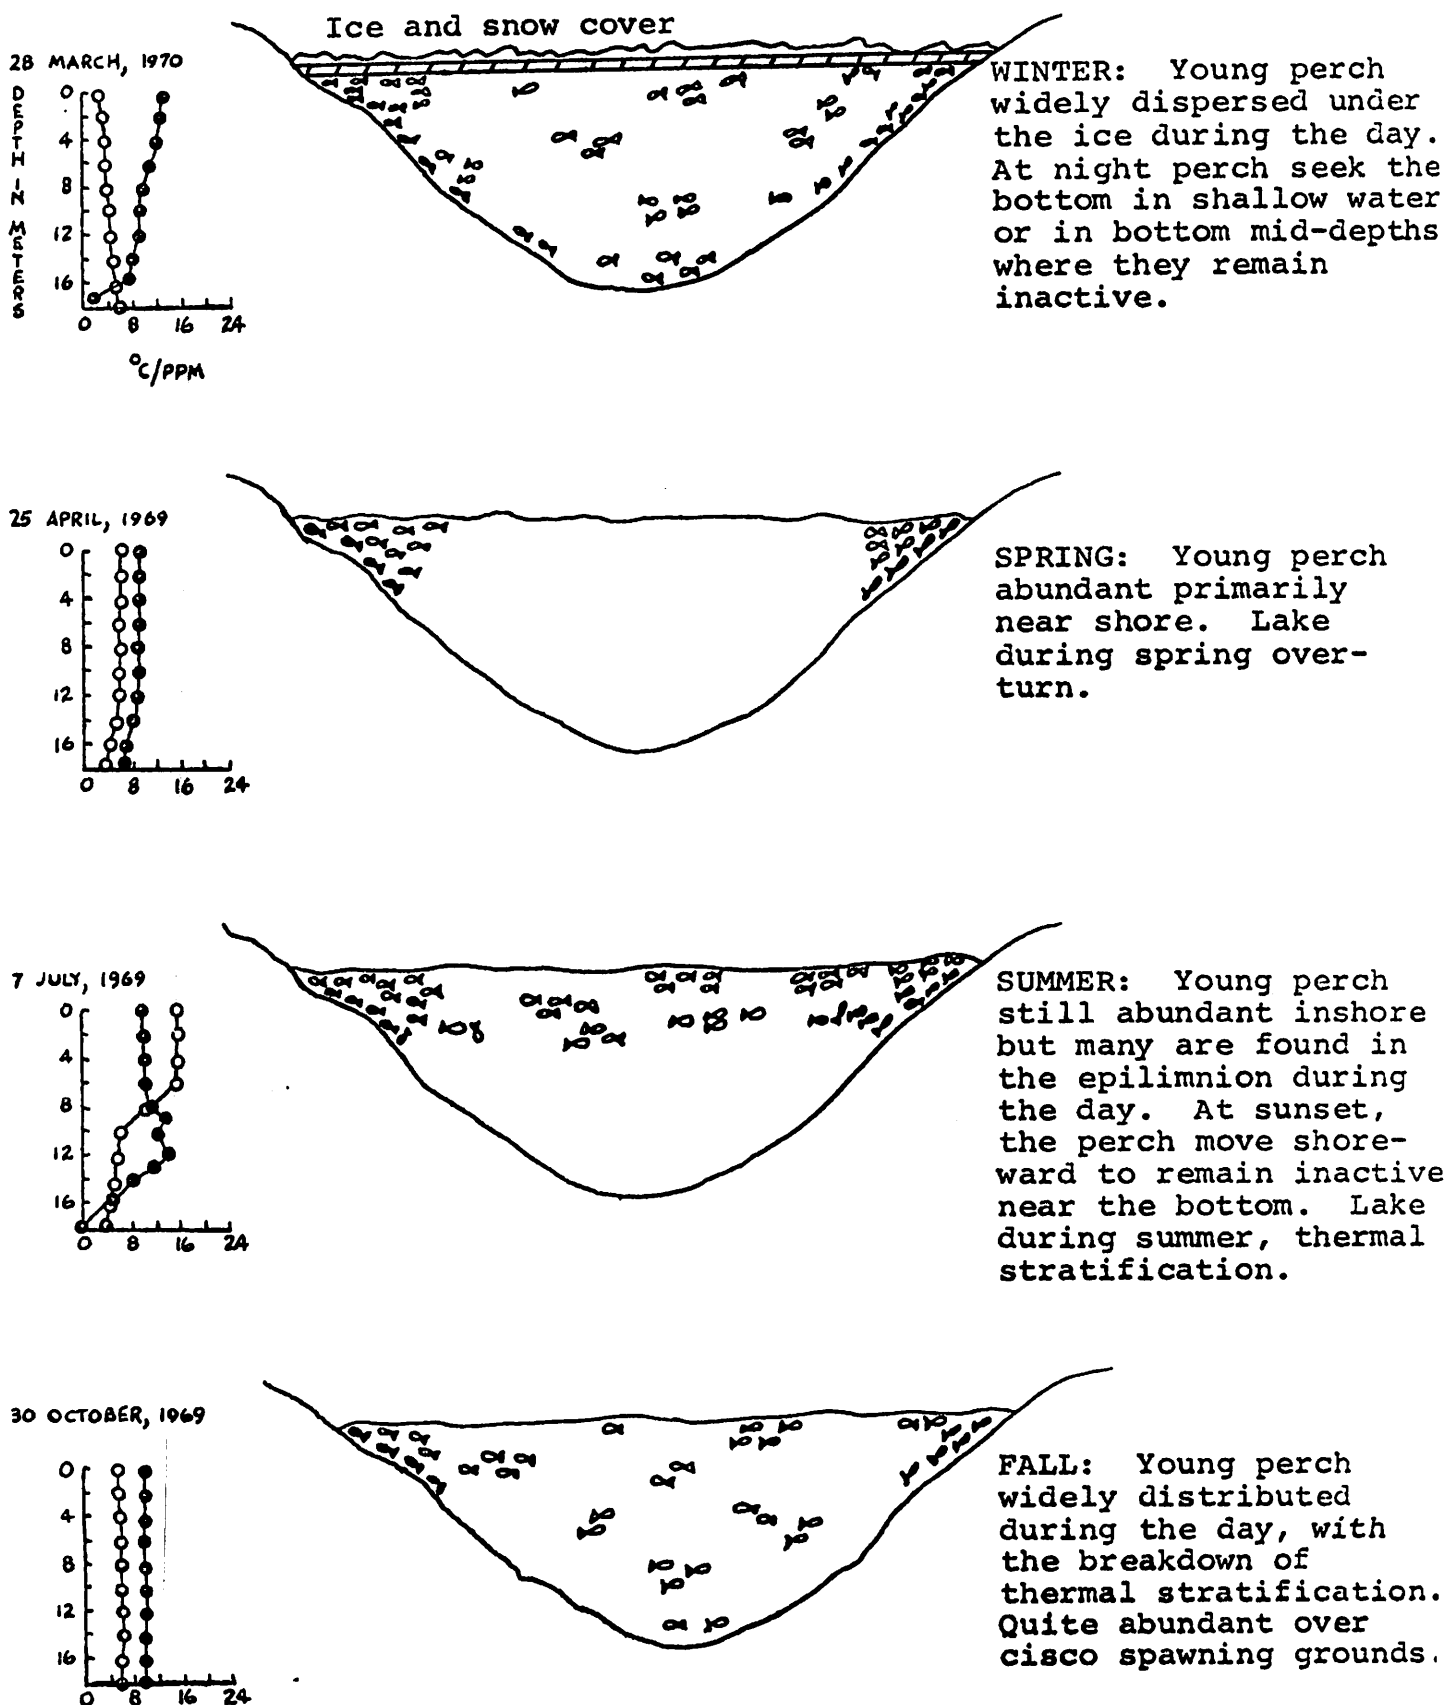 Ice and snow cover
28 MARCH, 1970
DEPTH IN METERS
0
4
8
12
16
0 8 16 24
°C/PPM
WINTER: Young perch
widely dispersed under
the ice during the day.
At night perch seek the
bottom in shallow water
or in bottom mid-depths
where they remain
inactive.
25 APRIL, 1969
0
4
8
12
16
0 8 16 24
SPRING: Young perch
abundant primarily
near shore. Lake
during spring over-
turn.
7 JULY, 1969
0
4
8
12
16
0 8 16 24
SUMMER: Young perch
still abundant inshore
but many are found in
the epilimnion during
the day. At sunset,
the perch move shore-
ward to remain inactive
near the bottom. Lake
during summer, thermal
stratification.
30 OCTOBER, 1969
0
4
8
12
16
0 8 16 24
FALL: Young perch
widely distributed
during the day, with
the breakdown of
thermal stratification.
Quite abundant over
cisco spawning grounds.